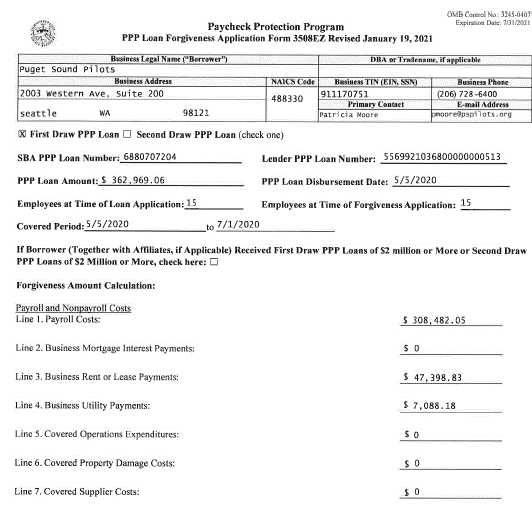 OMB Control No.: 3245-0407
Expiration Date: 7/31/2021
Paycheck Protection Program
PPP Loan Forgiveness Application Form 3508EZ Revised January 19, 2021
Business Legal Name ("Borrower") DBA or Tradename, if applicable
Puget Sound Pilots
Business Address NAICS Code Business TIN (EIN, SSN) Business Phone
2003 Western Ave, Suite 200 488330 911170751 (206) 728-6400
Primary Contact E-mail Address
seattle WA 98121 Patricia Moore pmoore@pspilots.org
☒ First Draw PPP Loan ☐ Second Draw PPP Loan (check one)
SBA PPP Loan Number: 6880707204 Lender PPP Loan Number: 5569921036800000000513
PPP Loan Amount: $ 362,969.06 PPP Loan Disbursement Date: 5/5/2020
Employees at Time of Loan Application: 15 Employees at Time of Forgiveness Application: 15
Covered Period: 5/5/2020 to 7/1/2020
If Borrower (Together with Affiliates, if Applicable) Received First Draw PPP Loans of $2 million or More or Second Draw
PPP Loans of $2 Million or More, check here: ☐
Forgiveness Amount Calculation:
Payroll and Nonpayroll Costs
Line 1. Payroll Costs: $ 308,482.05
Line 2. Business Mortgage Interest Payments: $ 0
Line 3. Business Rent or Lease Payments: $ 47,398.83
Line 4. Business Utility Payments: $ 7,088.18
Line 5. Covered Operations Expenditures: $ 0
Line 6. Covered Property Damage Costs: $ 0
Line 7. Covered Supplier Costs: $ 0